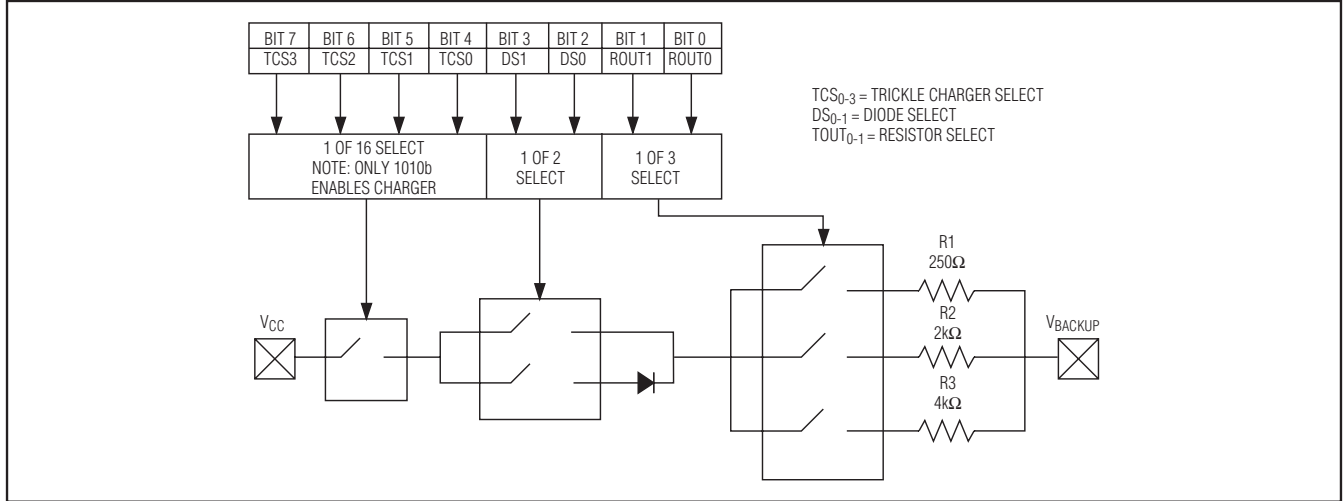 BIT 7 BIT 6 BIT 5 BIT 4 BIT 3 BIT 2 BIT 1 BIT 0
TCS3 TCS2 TCS1 TCS0 DS1 DS0 ROUT1 ROUT0
TCS0-3 = TRICKLE CHARGER SELECT
DS0-1 = DIODE SELECT
TOUT0-1 = RESISTOR SELECT
1 OF 16 SELECT
NOTE: ONLY 1010b
ENABLES CHARGER
1 OF 2
SELECT
1 OF 3
SELECT
VCC
R1
250Ω
R2
2kΩ
R3
4kΩ
VBACKUP